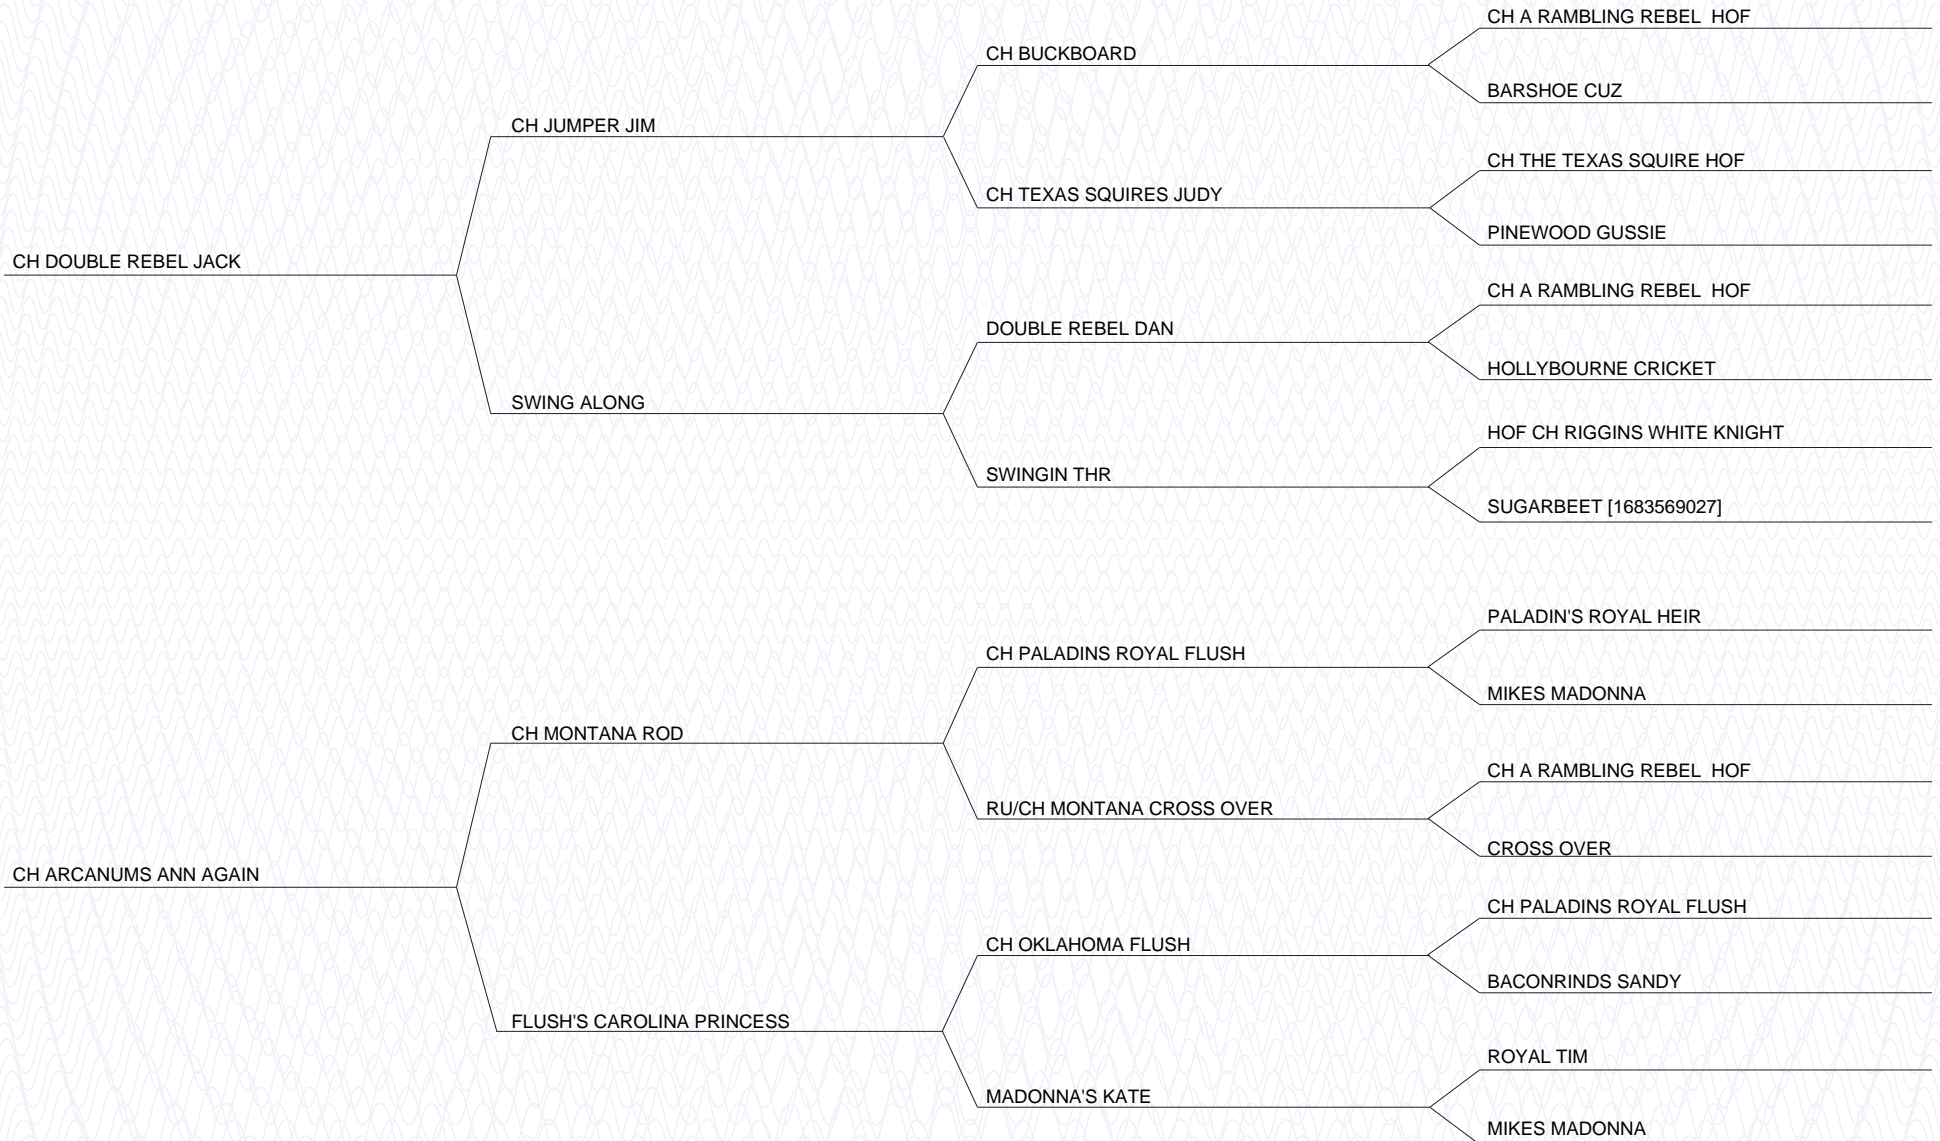 CH DOUBLE REBEL JACK
CH JUMPER JIM
CH BUCKBOARD
CH A RAMBLING REBEL  HOF
BARSHOE CUZ
CH TEXAS SQUIRES JUDY
CH THE TEXAS SQUIRE HOF
PINEWOOD GUSSIE
SWING ALONG
DOUBLE REBEL DAN
CH A RAMBLING REBEL  HOF
HOLLYBOURNE CRICKET
SWINGIN THR
HOF CH RIGGINS WHITE KNIGHT
SUGARBEET [1683569027]
CH ARCANUMS ANN AGAIN
CH MONTANA ROD
CH PALADINS ROYAL FLUSH
PALADIN'S ROYAL HEIR
MIKES MADONNA
RU/CH MONTANA CROSS OVER
CH A RAMBLING REBEL  HOF
CROSS OVER
FLUSH'S CAROLINA PRINCESS
CH OKLAHOMA FLUSH
CH PALADINS ROYAL FLUSH
BACONRINDS SANDY
MADONNA'S KATE
ROYAL TIM
MIKES MADONNA